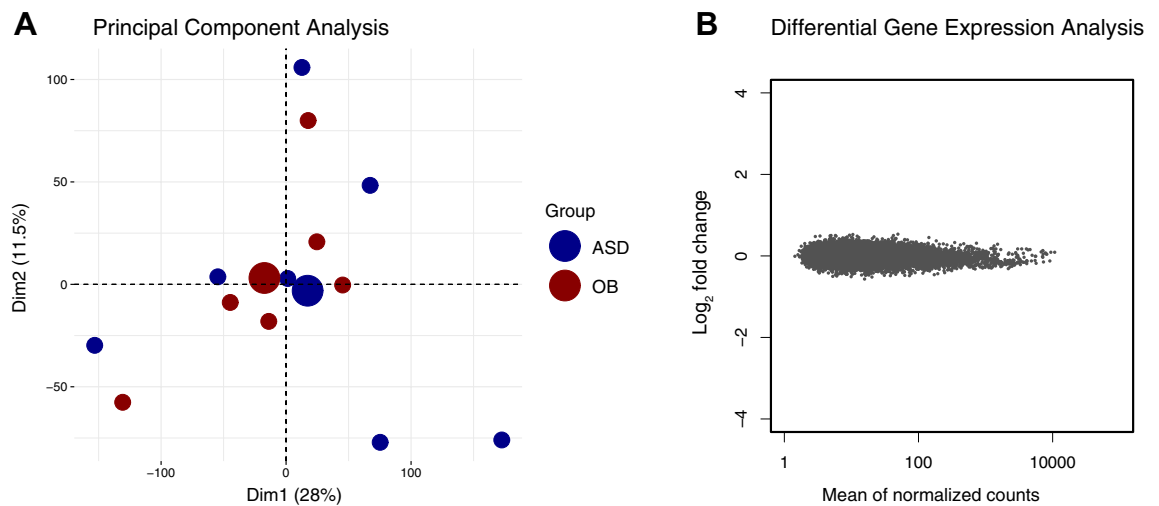 A
Principal Component Analysis
Dim2 (11.5%)
100
50
0
−50
−100
0
100
Dim1 (28%)
Group
ASD
OB
B
Differential Gene Expression Analysis
Log2 fold change
4
2
0
−2
−4
1
100
10000
Mean of normalized counts